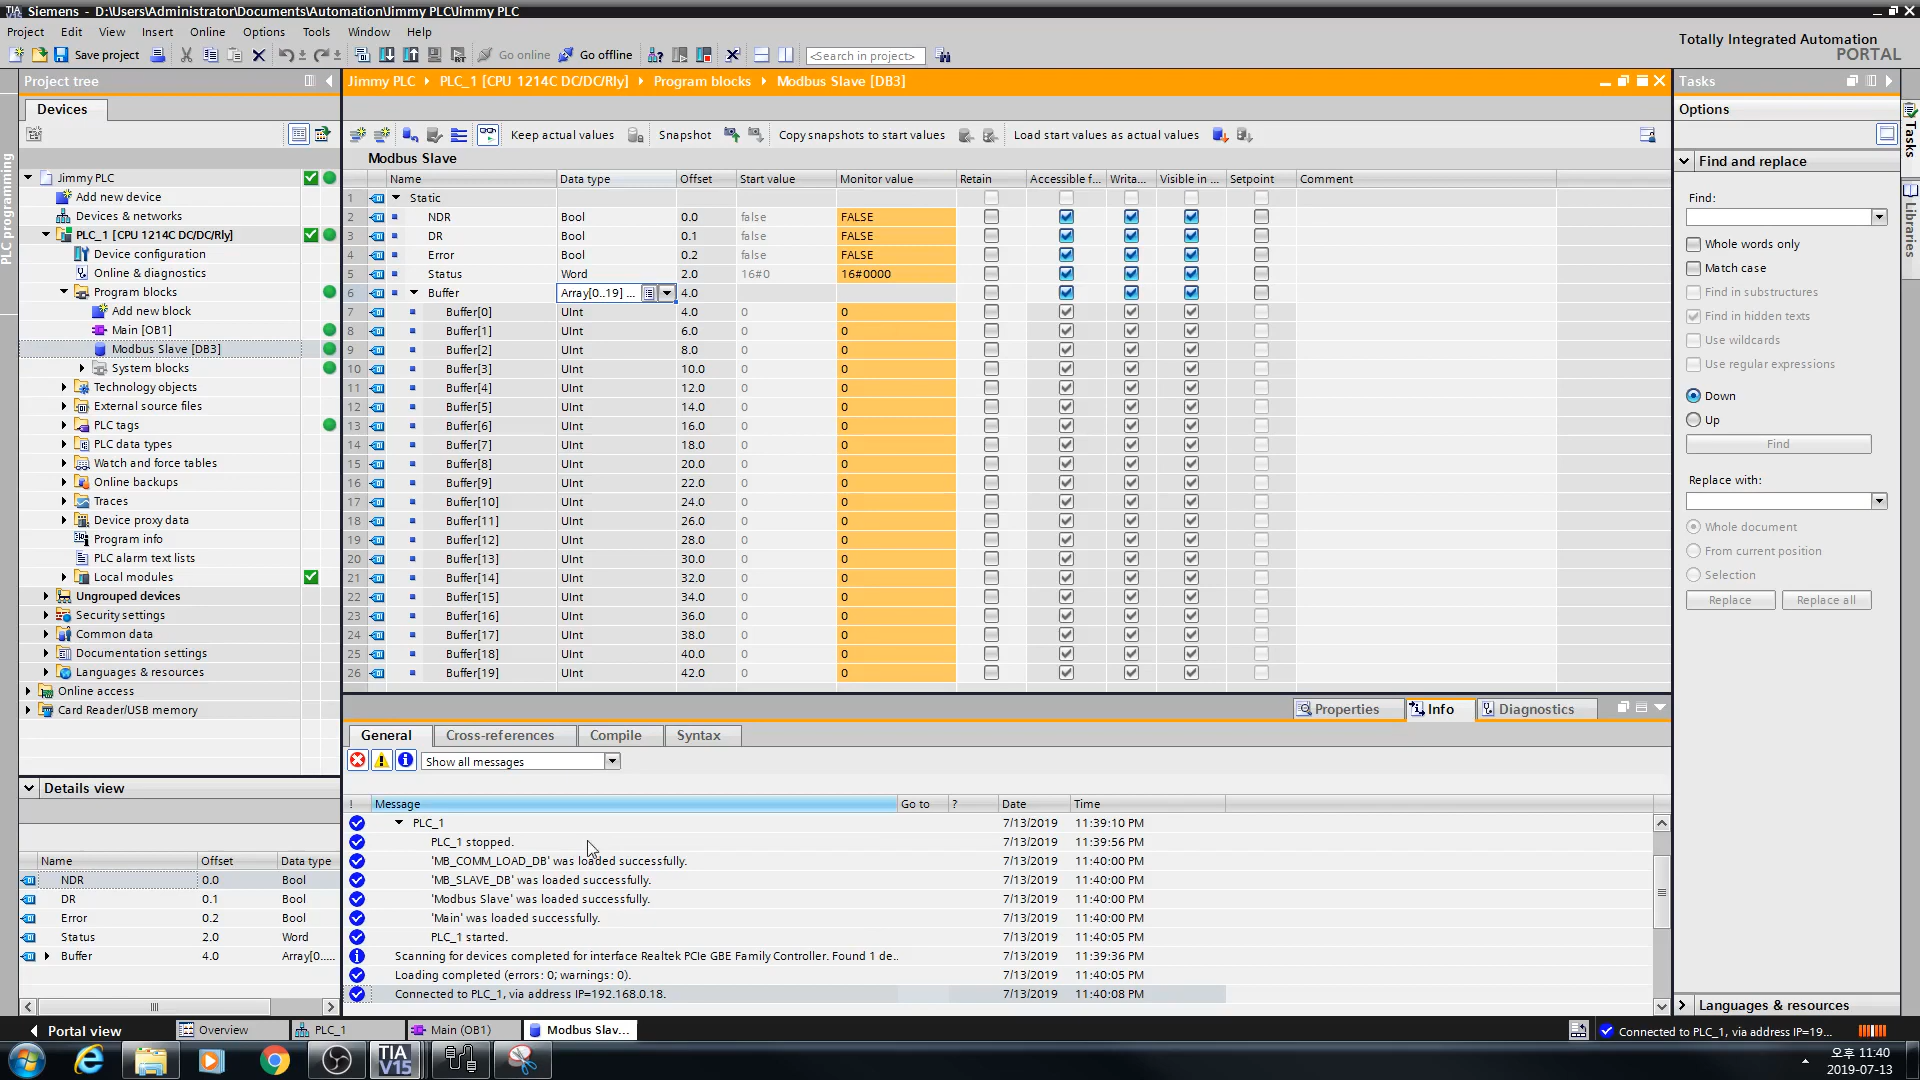 Siemens - D:\Users\Administrator\Documents\Automation\Jimmy PLC\Jimmy PLC
Project Edit View Insert Online Options Tools Window Help
Totally Integrated Automation
PORTAL
Save project Go online Go offline <Search in project>
Project tree
Jimmy PLC PLC_1 [CPU 1214C DC/DC/Rly] Program blocks Modbus Slave [DB3]
Tasks
Devices
Options
Keep actual values Snapshot Copy snapshots to start values Load start values as actual values
PLC programming
Tasks
Libraries
Modbus Slave
Find and replace
Jimmy PLC
Add new device
Devices & networks
PLC_1 [CPU 1214C DC/DC/Rly]
Device configuration
Online & diagnostics
Program blocks
Add new block
Main [OB1]
Modbus Slave [DB3]
System blocks
Technology objects
External source files
PLC tags
PLC data types
Watch and force tables
Online backups
Traces
Device proxy data
Program info
PLC alarm text lists
Local modules
Ungrouped devices
Security settings
Common data
Documentation settings
Languages & resources
Online access
Card Reader/USB memory
Name Data type Offset Start value Monitor value Retain Accessible f... Writa... Visible in ... Setpoint Comment
1 Static
2 NDR Bool 0.0 false FALSE
3 DR Bool 0.1 false FALSE
4 Error Bool 0.2 false FALSE
5 Status Word 2.0 16#0 16#0000
6 Buffer Array[0..19] ... 4.0
7 Buffer[0] UInt 4.0 0 0
8 Buffer[1] UInt 6.0 0 0
9 Buffer[2] UInt 8.0 0 0
10 Buffer[3] UInt 10.0 0 0
11 Buffer[4] UInt 12.0 0 0
12 Buffer[5] UInt 14.0 0 0
13 Buffer[6] UInt 16.0 0 0
14 Buffer[7] UInt 18.0 0 0
15 Buffer[8] UInt 20.0 0 0
16 Buffer[9] UInt 22.0 0 0
17 Buffer[10] UInt 24.0 0 0
18 Buffer[11] UInt 26.0 0 0
19 Buffer[12] UInt 28.0 0 0
20 Buffer[13] UInt 30.0 0 0
21 Buffer[14] UInt 32.0 0 0
22 Buffer[15] UInt 34.0 0 0
23 Buffer[16] UInt 36.0 0 0
24 Buffer[17] UInt 38.0 0 0
25 Buffer[18] UInt 40.0 0 0
26 Buffer[19] UInt 42.0 0 0
Find:
Whole words only
Match case
Find in substructures
Find in hidden texts
Use wildcards
Use regular expressions
Down
Up
Find
Replace with:
Whole document
From current position
Selection
Replace Replace all
Properties Info Diagnostics
General Cross-references Compile Syntax
Show all messages
! Message Go to ? Date Time
PLC_1 7/13/2019 11:39:10 PM
PLC_1 stopped. 7/13/2019 11:39:56 PM
'MB_COMM_LOAD_DB' was loaded successfully. 7/13/2019 11:40:00 PM
'MB_SLAVE_DB' was loaded successfully. 7/13/2019 11:40:00 PM
'Modbus Slave' was loaded successfully. 7/13/2019 11:40:00 PM
'Main' was loaded successfully. 7/13/2019 11:40:00 PM
PLC_1 started. 7/13/2019 11:40:05 PM
Scanning for devices completed for interface Realtek PCIe GBE Family Controller. Found 1 de.. 7/13/2019 11:39:36 PM
Loading completed (errors: 0; warnings: 0). 7/13/2019 11:40:05 PM
Connected to PLC_1, via address IP=192.168.0.18. 7/13/2019 11:40:08 PM
Details view
Name Offset Data type
NDR 0.0 Bool
DR 0.1 Bool
Error 0.2 Bool
Status 2.0 Word
Buffer 4.0 Array[0.....
Languages & resources
Portal view Overview PLC_1 Main (OB1) Modbus Slav...
Connected to PLC_1, via address IP=19...
TIA
V15
오후 11:40
2019-07-13